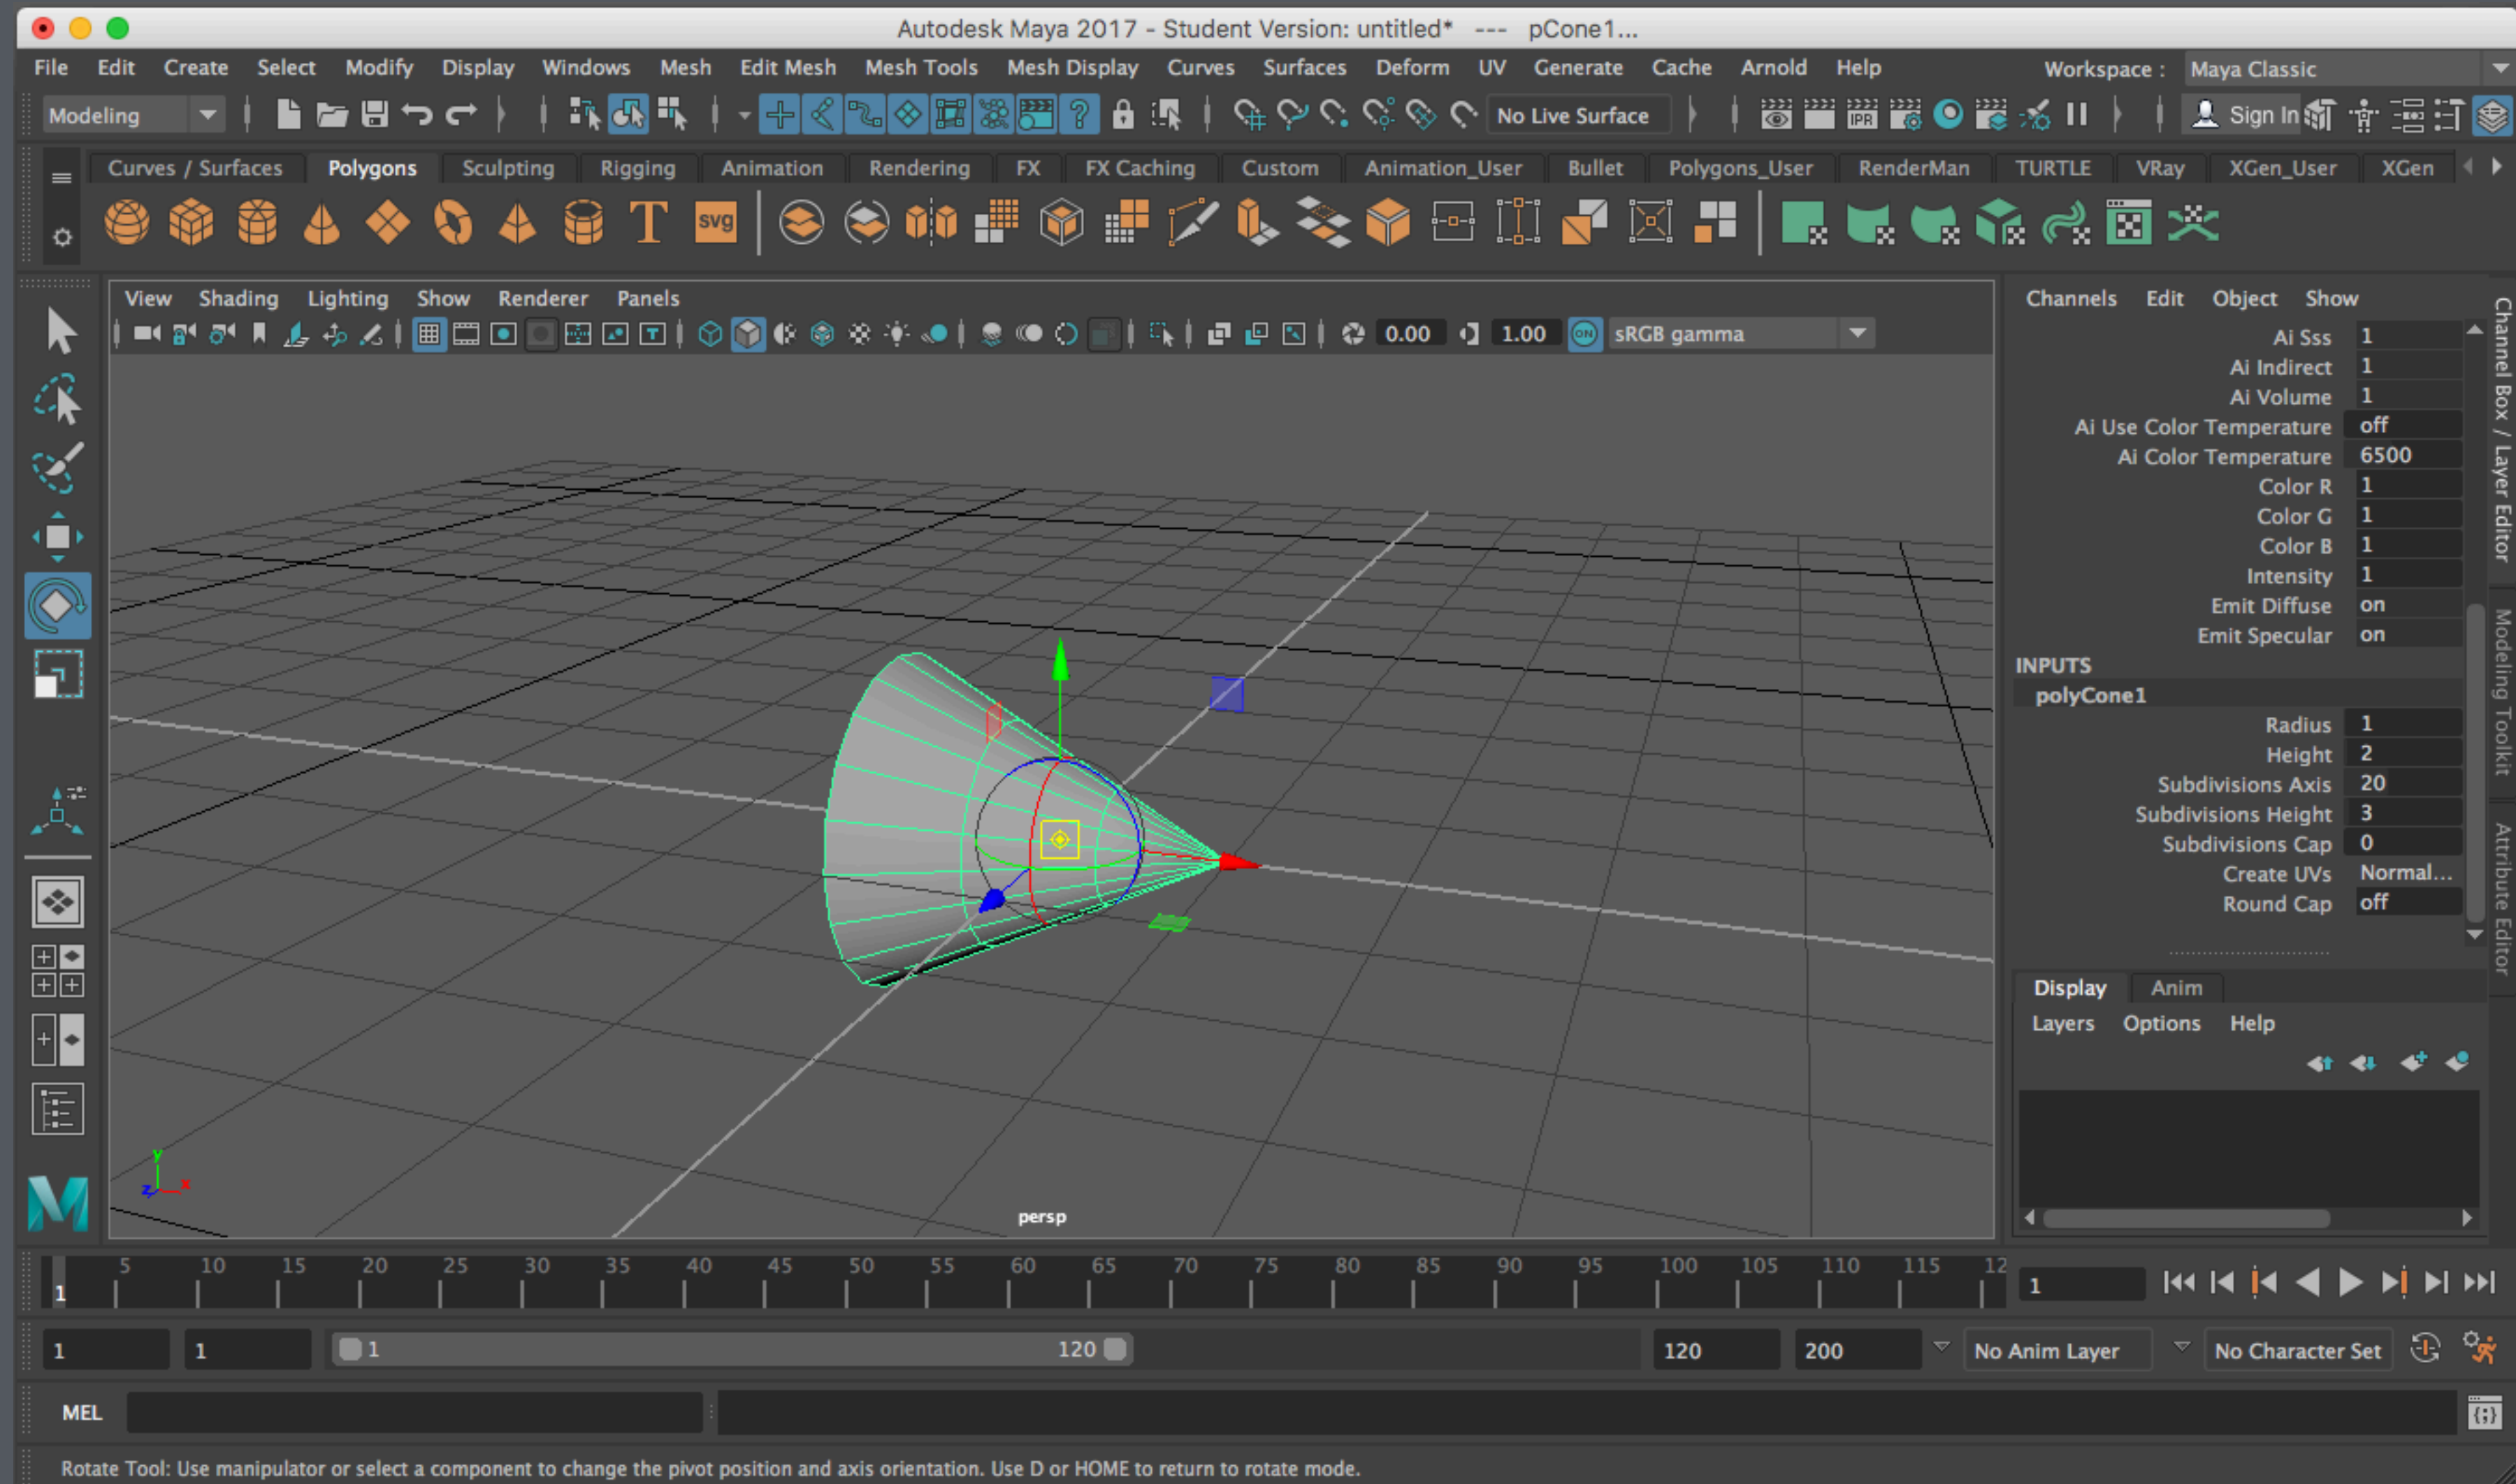 Autodesk Maya 2017 - Student Version: untitled* --- pCone1...
File Edit Create Select Modify Display Windows Mesh Edit Mesh Mesh Tools Mesh Display Curves Surfaces Deform UV Generate Cache Arnold Help Workspace : Maya Classic
Modeling No Live Surface IPR Sign In
Curves / Surfaces Polygons Sculpting Rigging Animation Rendering FX FX Caching Custom Animation_User Bullet Polygons_User RenderMan TURTLE VRay XGen_User XGen
T svg
View Shading Lighting Show Renderer Panels
0.00 1.00 ON sRGB gamma
persp
y
z x
Channels Edit Object Show
Ai Sss 1
Ai Indirect 1
Ai Volume 1
Ai Use Color Temperature off
Ai Color Temperature 6500
Color R 1
Color G 1
Color B 1
Intensity 1
Emit Diffuse on
Emit Specular on
INPUTS
polyCone1
Radius 1
Height 2
Subdivisions Axis 20
Subdivisions Height 3
Subdivisions Cap 0
Create UVs Normal...
Round Cap off
Channel Box / Layer Editor
Modeling Toolkit
Attribute Editor
Display Anim
Layers Options Help
M
1 5 10 15 20 25 30 35 40 45 50 55 60 65 70 75 80 85 90 95 100 105 110 115 12 1
1 1 1 120 120 200 No Anim Layer No Character Set
MEL
Rotate Tool: Use manipulator or select a component to change the pivot position and axis orientation. Use D or HOME to return to rotate mode.